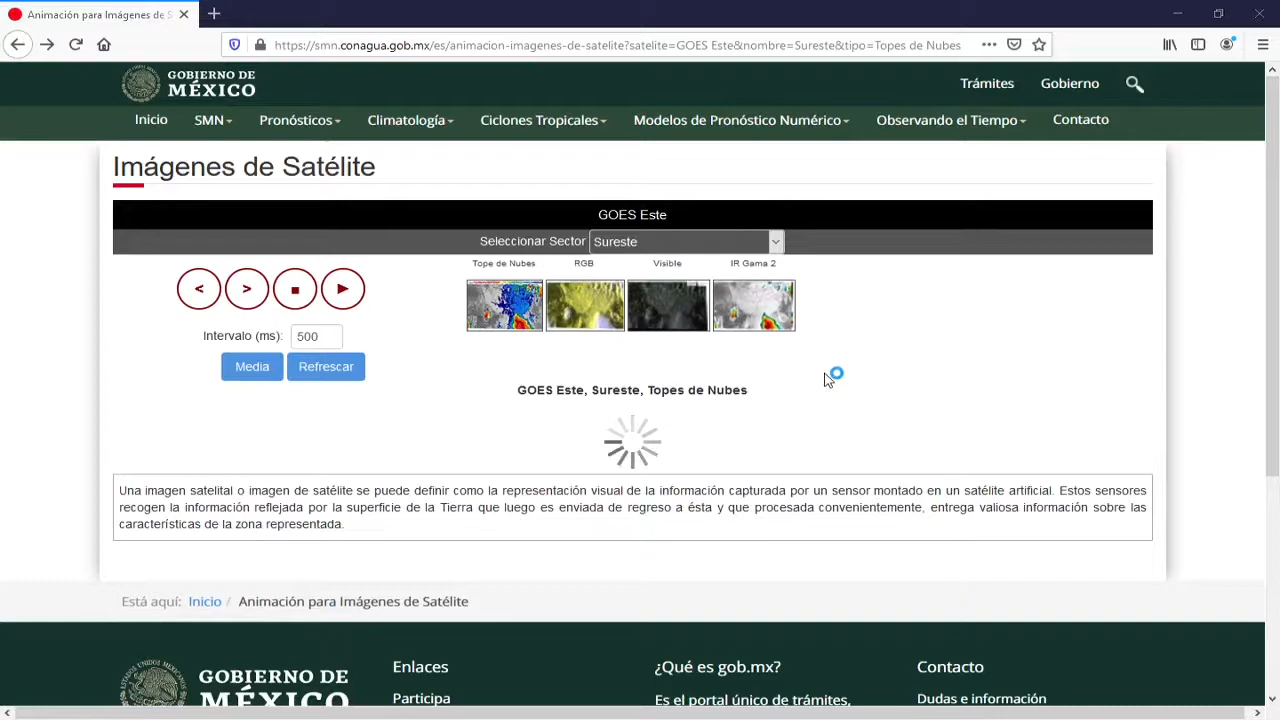 Animación para Imágenes de S
https://smn.conagua.gob.mx/es/animacion-imagenes-de-satelite?satelite=GOES Este&nombre=Sureste&tipo=Topes de Nubes
GOBIERNO DE
MÉXICO
Trámites
Gobierno
Inicio
SMN
Pronósticos
Climatología
Ciclones Tropicales
Modelos de Pronóstico Numérico
Observando el Tiempo
Contacto
Imágenes de Satélite
GOES Este
Seleccionar Sector
Sureste
Tope de Nubes
RGB
Visible
IR Gama 2
Intervalo (ms):
500
Media
Refrescar
GOES Este, Sureste, Topes de Nubes
Una imagen satelital o imagen de satélite se puede definir como la representación visual de la información capturada por un sensor montado en un satélite artificial. Estos sensores
recogen la información reflejada por la superficie de la Tierra que luego es enviada de regreso a ésta y que procesada convenientemente, entrega valiosa información sobre las
características de la zona representada.
Está aquí: Inicio / Animación para Imágenes de Satélite
GOBIERNO DE
MÉXICO
Enlaces
Participa
¿Qué es gob.mx?
Es el portal único de trámites,
Contacto
Dudas e información